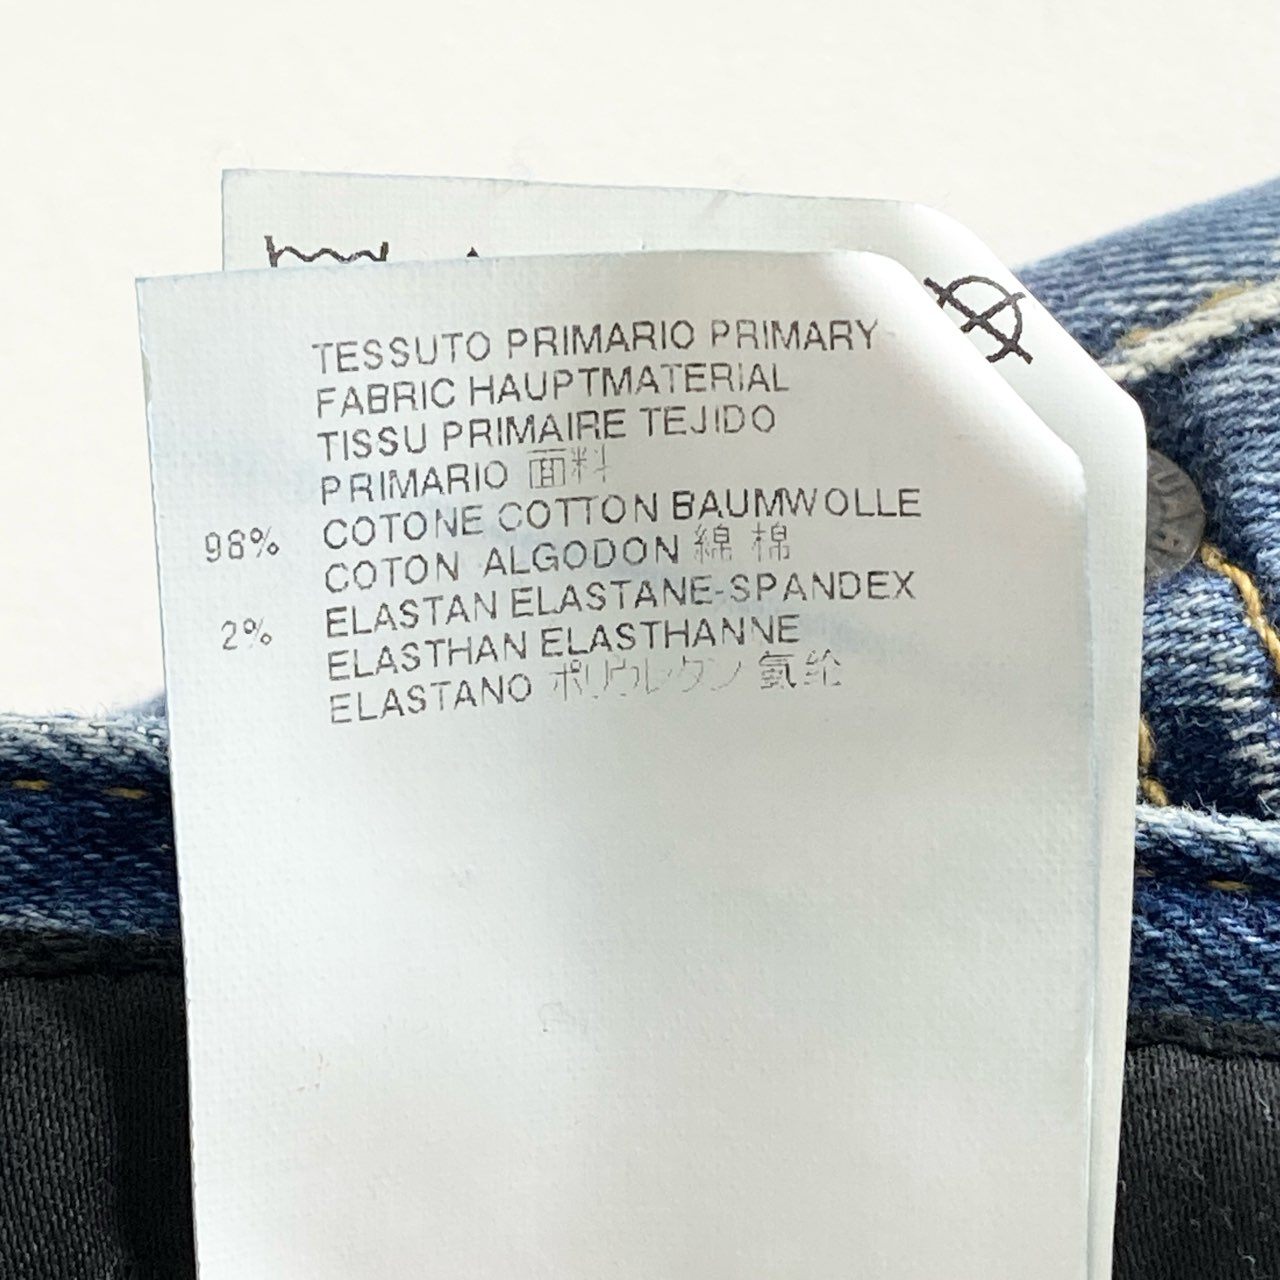 TESSUTO PRIMARIO PRIMARY
FABRIC HAUPTMATERIAL
TISSU PRIMAIRE TEJIDO
PRIMARIO 面料
98% COTONE COTTON BAUMWOLLE
COTON ALGODON 綿 棉
2% ELASTAN ELASTANE-SPANDEX
ELASTHAN ELASTHANNE
ELASTANO ポリウレタン 氨纶